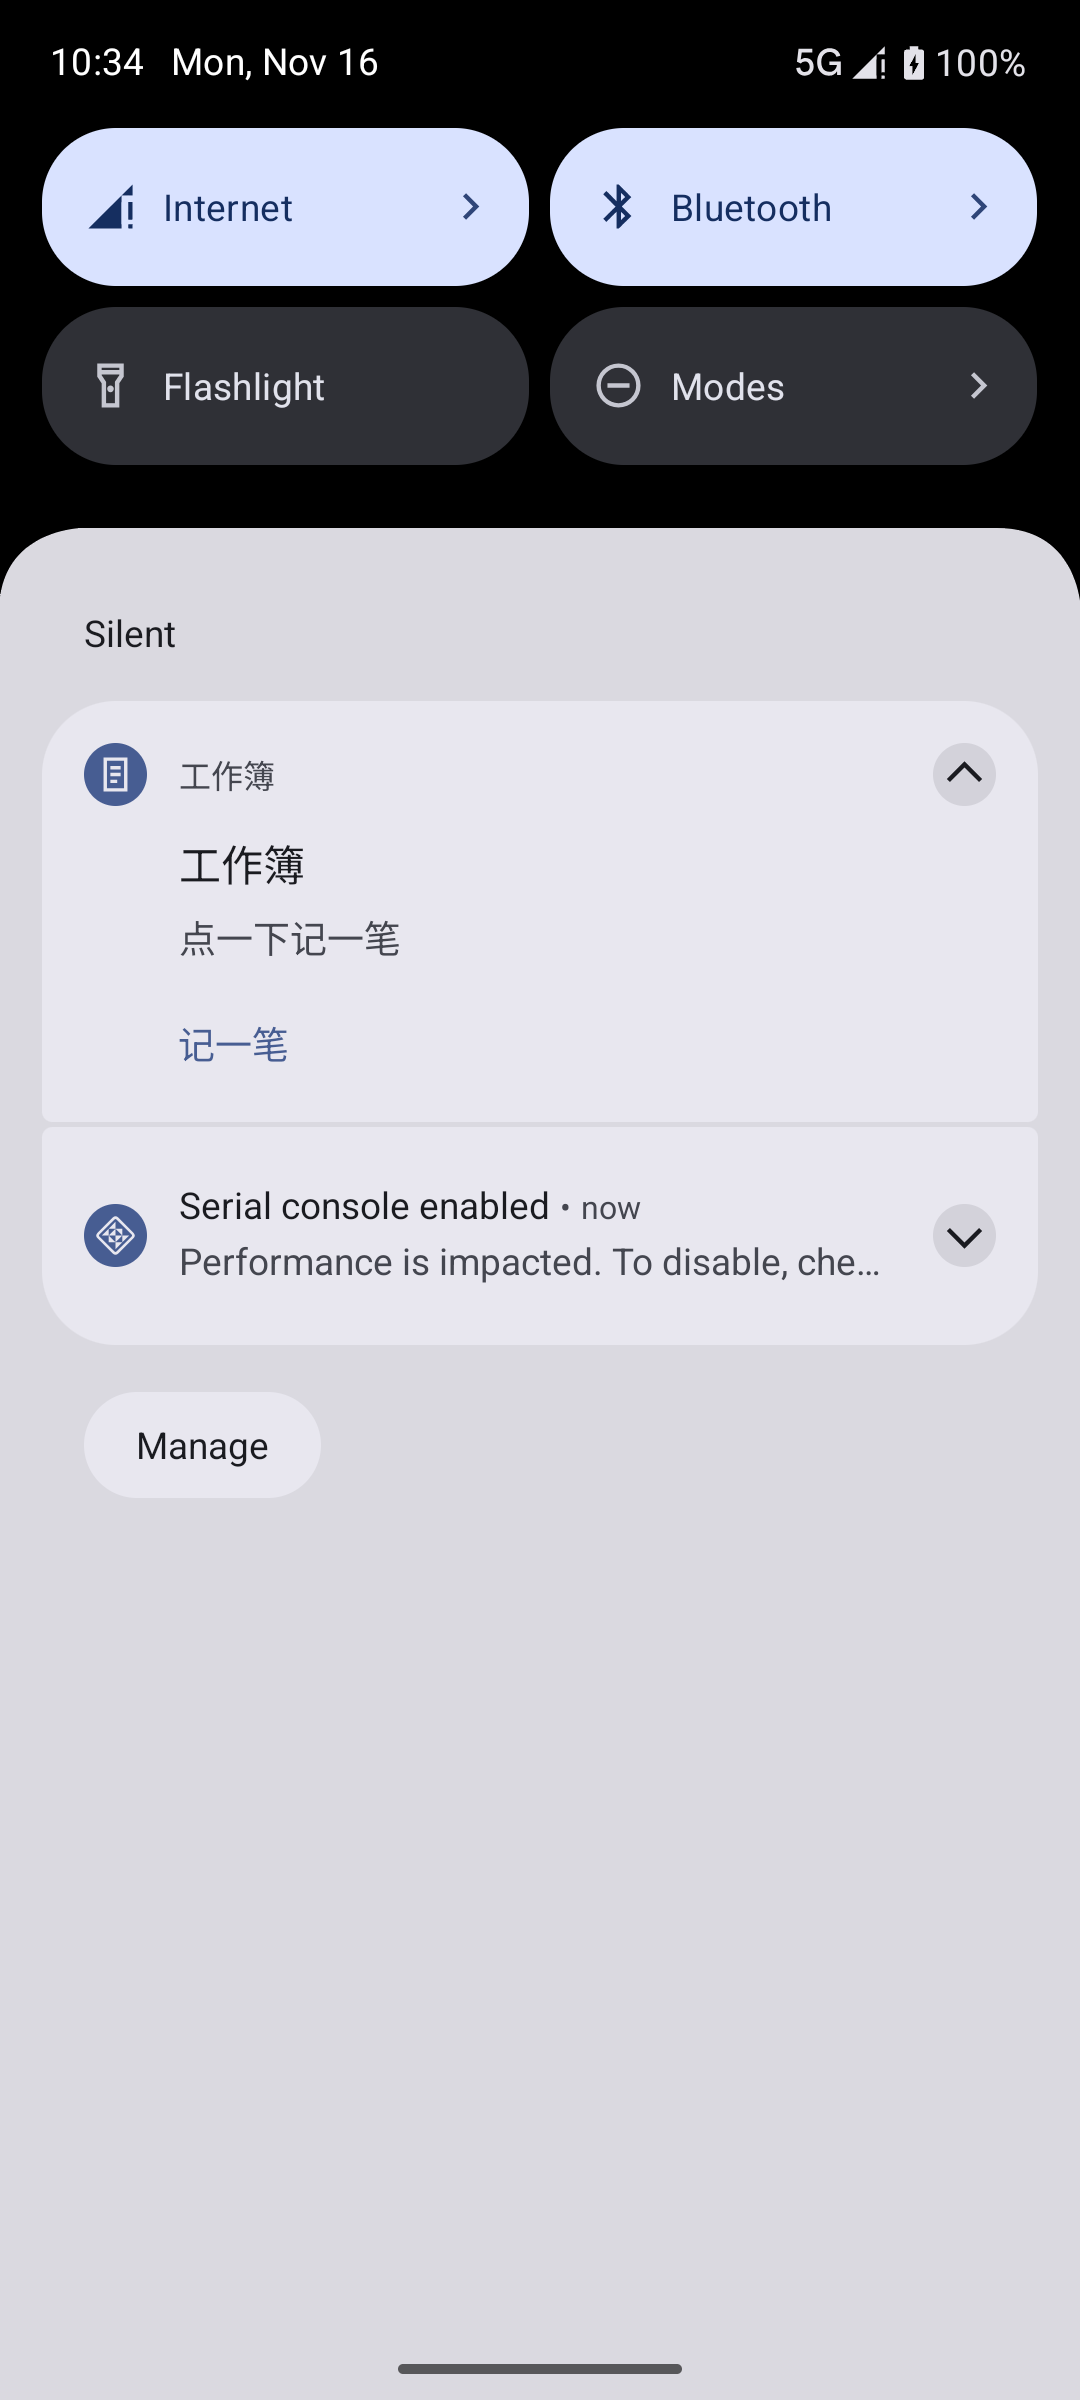 10:34 Mon, Nov 16
5G 100%
Internet
Bluetooth
Flashlight
Modes
Silent
工作簿
工作簿
点一下记一笔
记一笔
Serial console enabled • now
Performance is impacted. To disable, che…
Manage